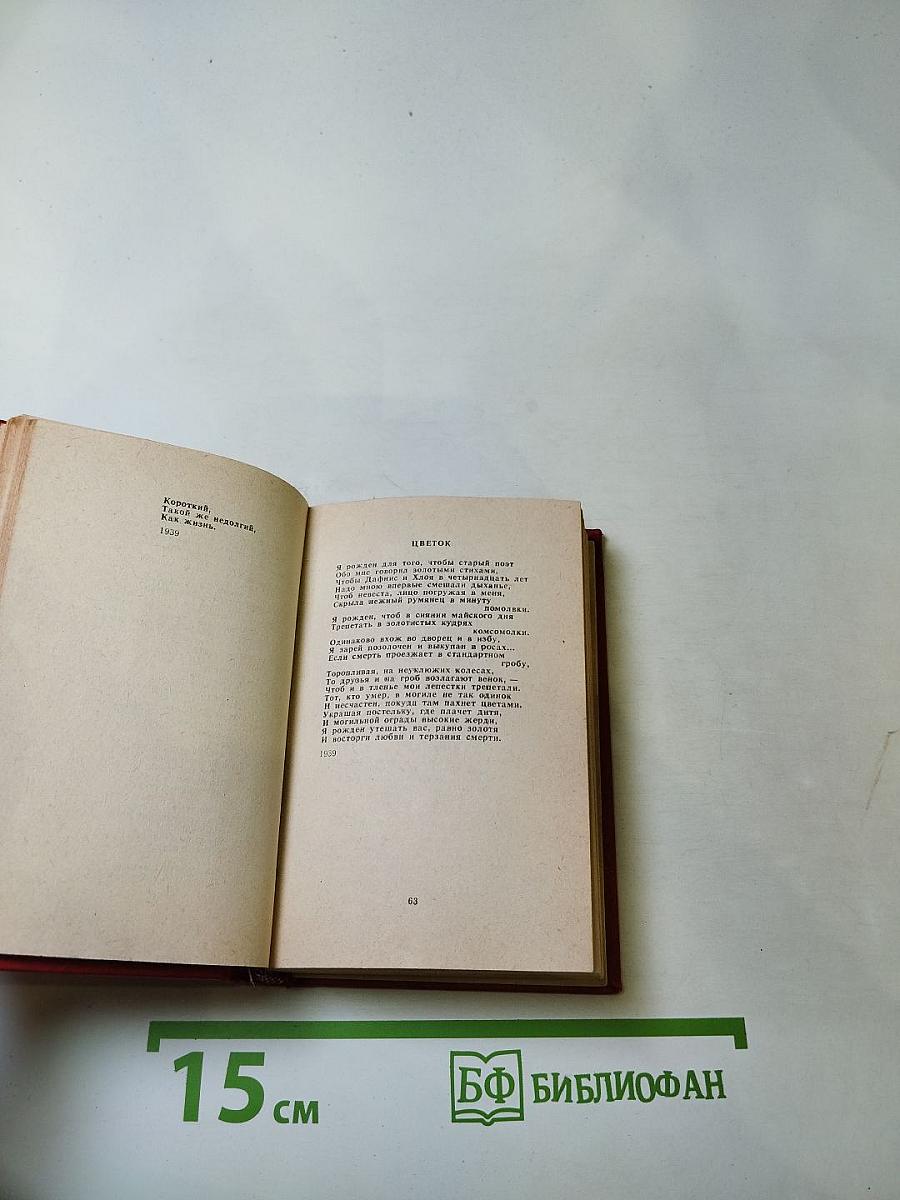 Короткий,
Такой же недолгий,
Как жизнь.
1939
ЦВЕТОК
Я рожден для того, чтобы старый поэт
Обо мне говорил золотыми стихами,
Чтобы Дафнис и Хлоя в четырнадцать лет
Надо мною впервые смешали дыханье,
Чтоб невеста, лицо погружая в меня,
Скрыла нежный румянец в минуту
помолвки.
Я рожден, чтоб в сиянии майского дня
Трепетать в золотистых кудрях
комсомолки.
Одинаково вхож во дворец и в избу,
Я зарей позолочен и выкупан в росах...
Если смерть проезжает в стандартном
гробу,
Торопливая, на неуклюжих колесах,
То друзья и на гроб возлагают венок, —
Чтоб и в тленье мои лепестки трепетали.
Тот, кто умер, в могиле не так одинок
И несчастен, покуда там пахнет цветами.
Украшая постельку, где плачет дитя,
И могильной ограды высокие жерди,
Я рожден утешать вас, равно золотя
И восторги любви и терзания смерти.
1939
63
15 см
БФ БИБЛИОФАН